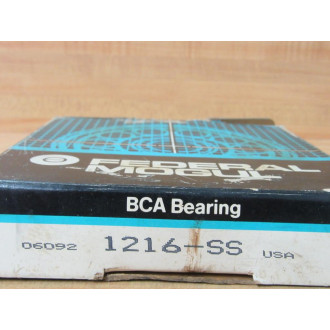 FEDERAL
MOGUL
BCA Bearing
06092 1216-SS USA